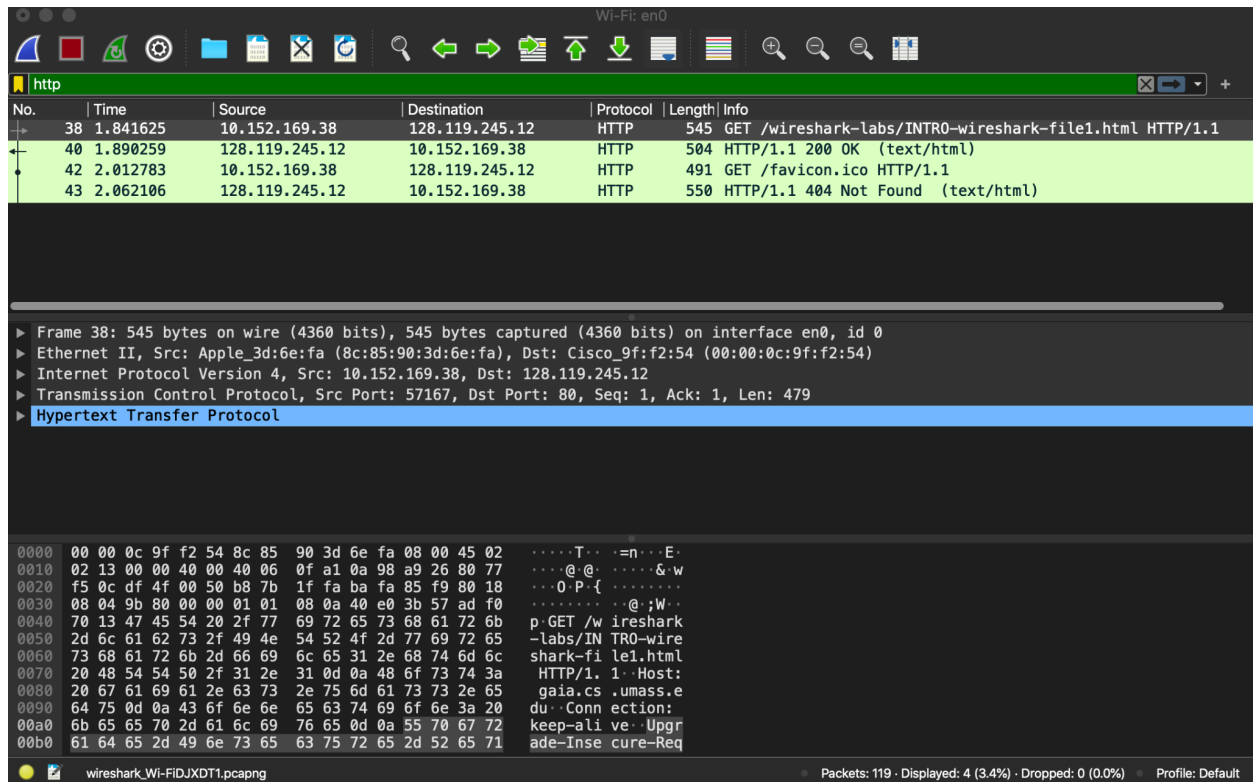 Wi-Fi: en0
http
No. Time Source Destination Protocol Length Info
38 1.841625 10.152.169.38 128.119.245.12 HTTP 545 GET /wireshark-labs/INTRO-wireshark-file1.html HTTP/1.1
40 1.890259 128.119.245.12 10.152.169.38 HTTP 504 HTTP/1.1 200 OK (text/html)
42 2.012783 10.152.169.38 128.119.245.12 HTTP 491 GET /favicon.ico HTTP/1.1
43 2.062106 128.119.245.12 10.152.169.38 HTTP 550 HTTP/1.1 404 Not Found (text/html)
Frame 38: 545 bytes on wire (4360 bits), 545 bytes captured (4360 bits) on interface en0, id 0
Ethernet II, Src: Apple_3d:6e:fa (8c:85:90:3d:6e:fa), Dst: Cisco_9f:f2:54 (00:00:0c:9f:f2:54)
Internet Protocol Version 4, Src: 10.152.169.38, Dst: 128.119.245.12
Transmission Control Protocol, Src Port: 57167, Dst Port: 80, Seq: 1, Ack: 1, Len: 479
Hypertext Transfer Protocol
0000 00 00 0c 9f f2 54 8c 85 90 3d 6e fa 08 00 45 02 ·····T·· ·=n···E·
0010 02 13 00 00 40 00 40 06 0f a1 0a 98 a9 26 80 77 ····@·@· ·····&·w
0020 f5 0c df 4f 00 50 b8 7b 1f fa ba fa 85 f9 80 18 ···O·P·{ ········
0030 08 04 9b 80 00 00 01 01 08 0a 40 e0 3b 57 ad f0 ········ ··@·;W··
0040 70 13 47 45 54 20 2f 77 69 72 65 73 68 61 72 6b p·GET /w ireshark
0050 2d 6c 61 62 73 2f 49 4e 54 52 4f 2d 77 69 72 65 -labs/IN TRO-wire
0060 73 68 61 72 6b 2d 66 69 6c 65 31 2e 68 74 6d 6c shark-fi le1.html
0070 20 48 54 54 50 2f 31 2e 31 0d 0a 48 6f 73 74 3a HTTP/1. 1··Host:
0080 20 67 61 69 61 2e 63 73 2e 75 6d 61 73 73 2e 65 gaia.cs .umass.e
0090 64 75 0d 0a 43 6f 6e 6e 65 63 74 69 6f 6e 3a 20 du··Conn ection:
00a0 6b 65 65 70 2d 61 6c 69 76 65 0d 0a 55 70 67 72 keep-ali ve··Upgr
00b0 61 64 65 2d 49 6e 73 65 63 75 72 65 2d 52 65 71 ade-Inse cure-Req
wireshark_Wi-FiDJXDT1.pcapng Packets: 119 · Displayed: 4 (3.4%) · Dropped: 0 (0.0%) Profile: Default